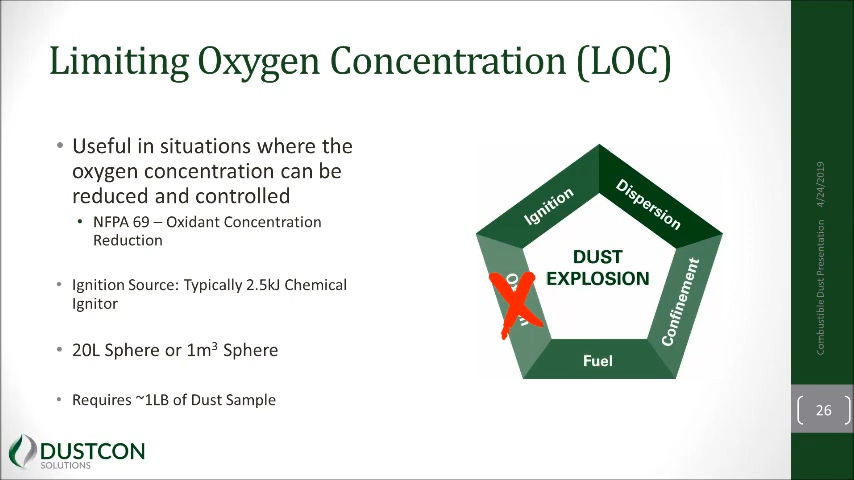 Limiting Oxygen Concentration (LOC)
• Useful in situations where the
oxygen concentration can be
reduced and controlled
• NFPA 69 – Oxidant Concentration
Reduction
• Ignition Source: Typically 2.5kJ Chemical
Ignitor
• 20L Sphere or 1m³ Sphere
• Requires ~1LB of Dust Sample
Ignition
Dispersion
DUST
EXPLOSION
Confinement
Fuel
Combustible Dust Presentation 4/24/2019
26
DUSTCON
SOLUTIONS